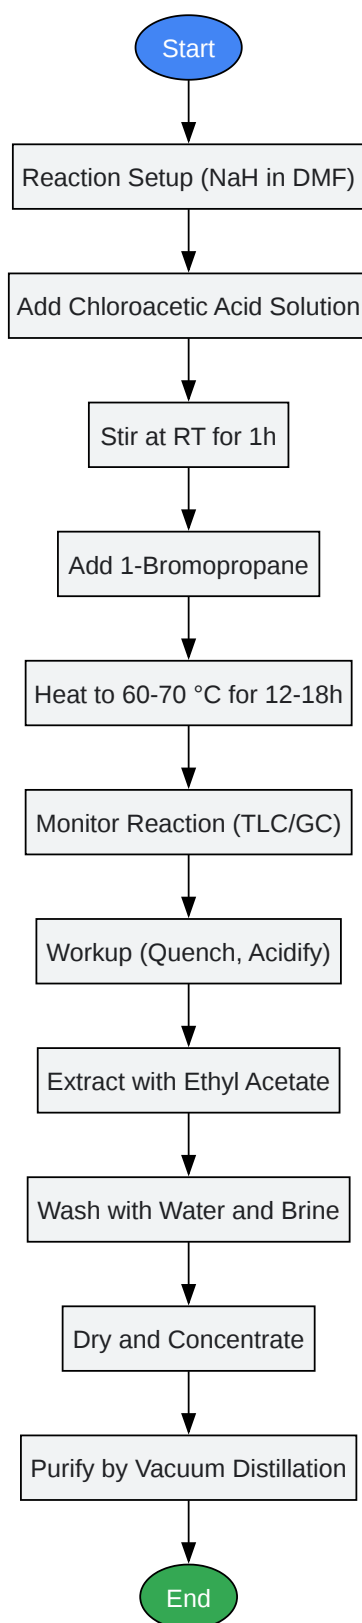 Start
Reaction Setup (NaH in DMF)
Add Chloroacetic Acid Solution
Stir at RT for 1h
Add 1-Bromopropane
Heat to 60-70 °C for 12-18h
Monitor Reaction (TLC/GC)
Workup (Quench, Acidify)
Extract with Ethyl Acetate
Wash with Water and Brine
Dry and Concentrate
Purify by Vacuum Distillation
End